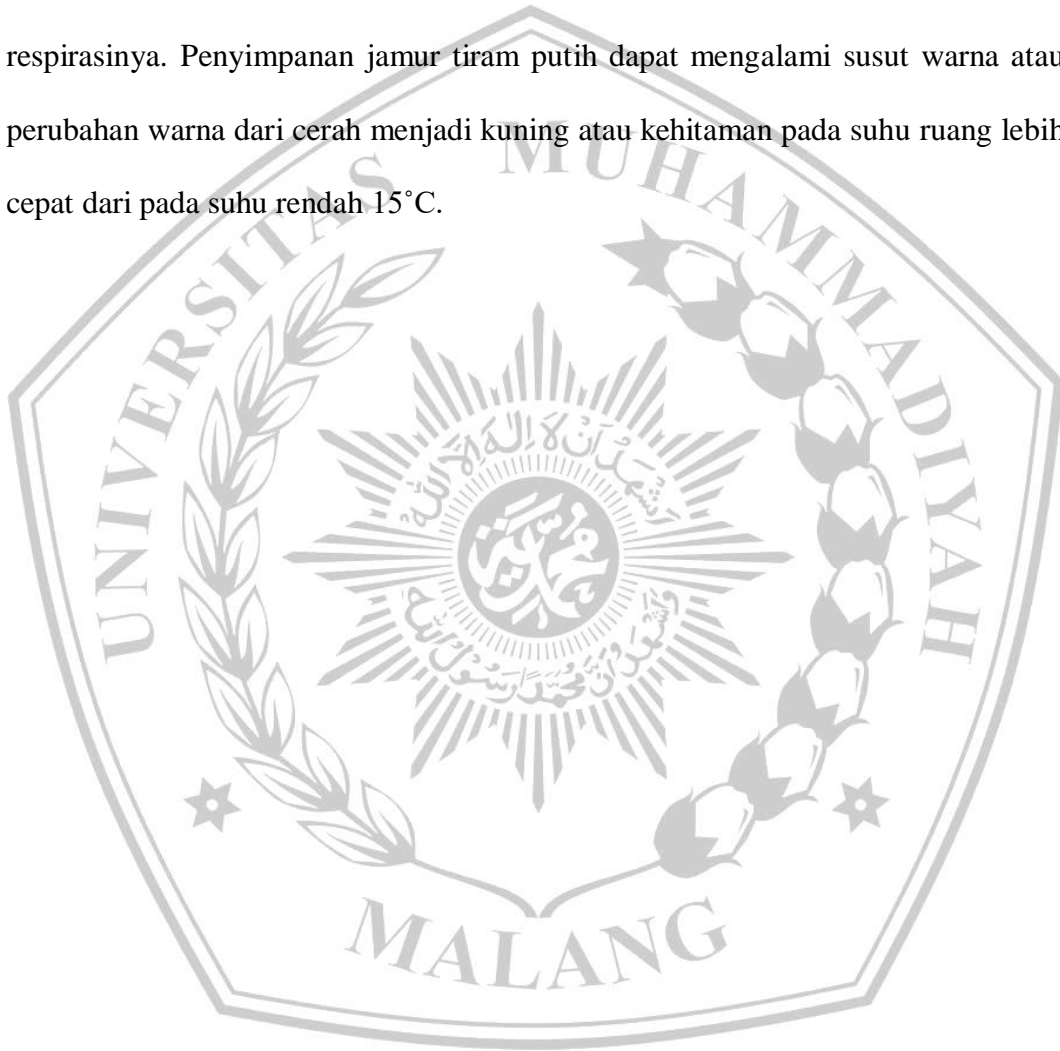 respirasinya. Penyimpanan jamur tiram putih dapat mengalami susut warna atau
perubahan warna dari cerah menjadi kuning atau kehitaman pada suhu ruang lebih
cepat dari pada suhu rendah 15˚C.
UNIVERSITAS MUHAMMADIYAH
MALANG